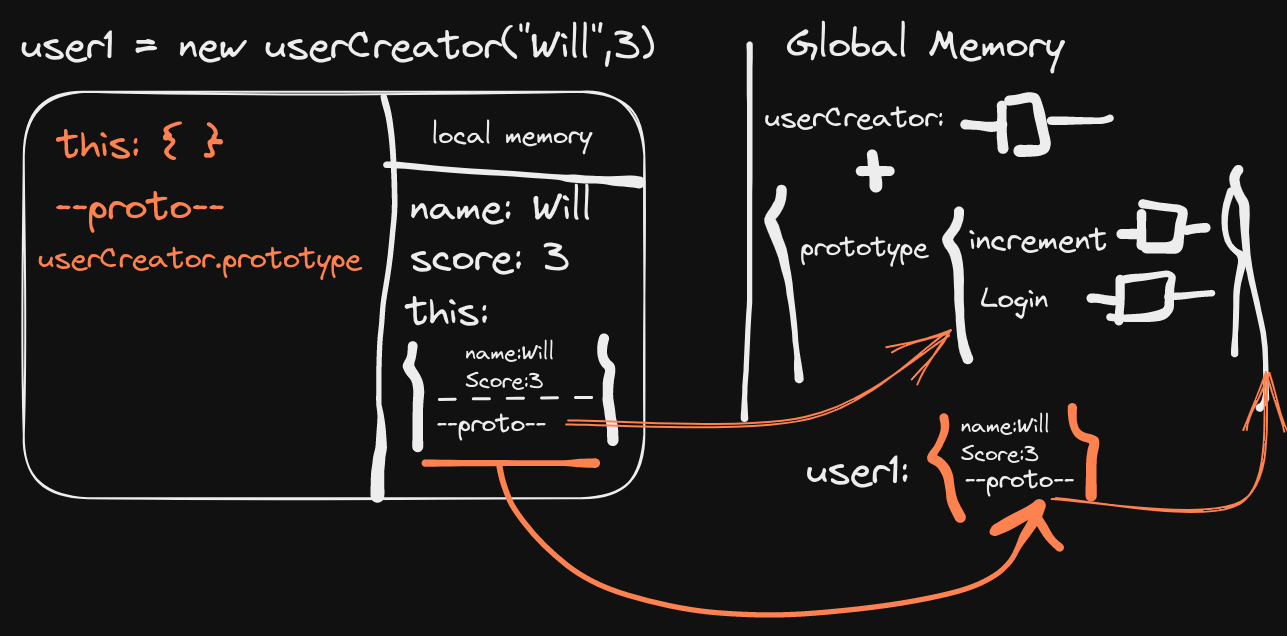 user1 = new userCreator("Will",3)
this: { }
--proto--
userCreator.prototype
local memory
name: Will
score: 3
this:
{ name:Will
Score:3
--proto-- }
Global Memory
userCreator:
+
{ prototype { increment
Login } }
user1: { name:Will
Score:3
--proto-- }